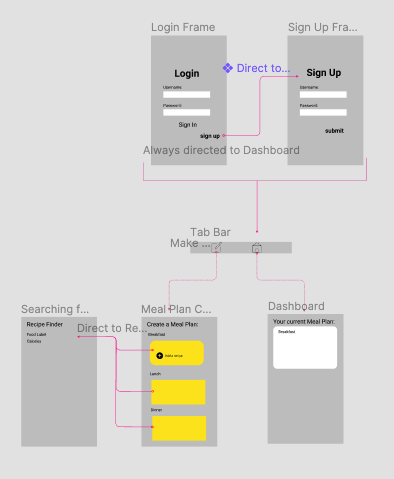 Login Frame
Sign Up Fra...
Direct to...
Login
Username:
Password:
Sign In
sign up
Sign Up
Username:
Password:
submit
Always directed to Dashboard
Tab Bar
Make ...
Searching f...
Meal Plan C...
Dashboard
Recipe Finder
Food Label
Calories
Direct to Re...
Create a Meal Plan:
Breakfast
Lunch
Dinner
Your current Meal Plan:
Breakfast